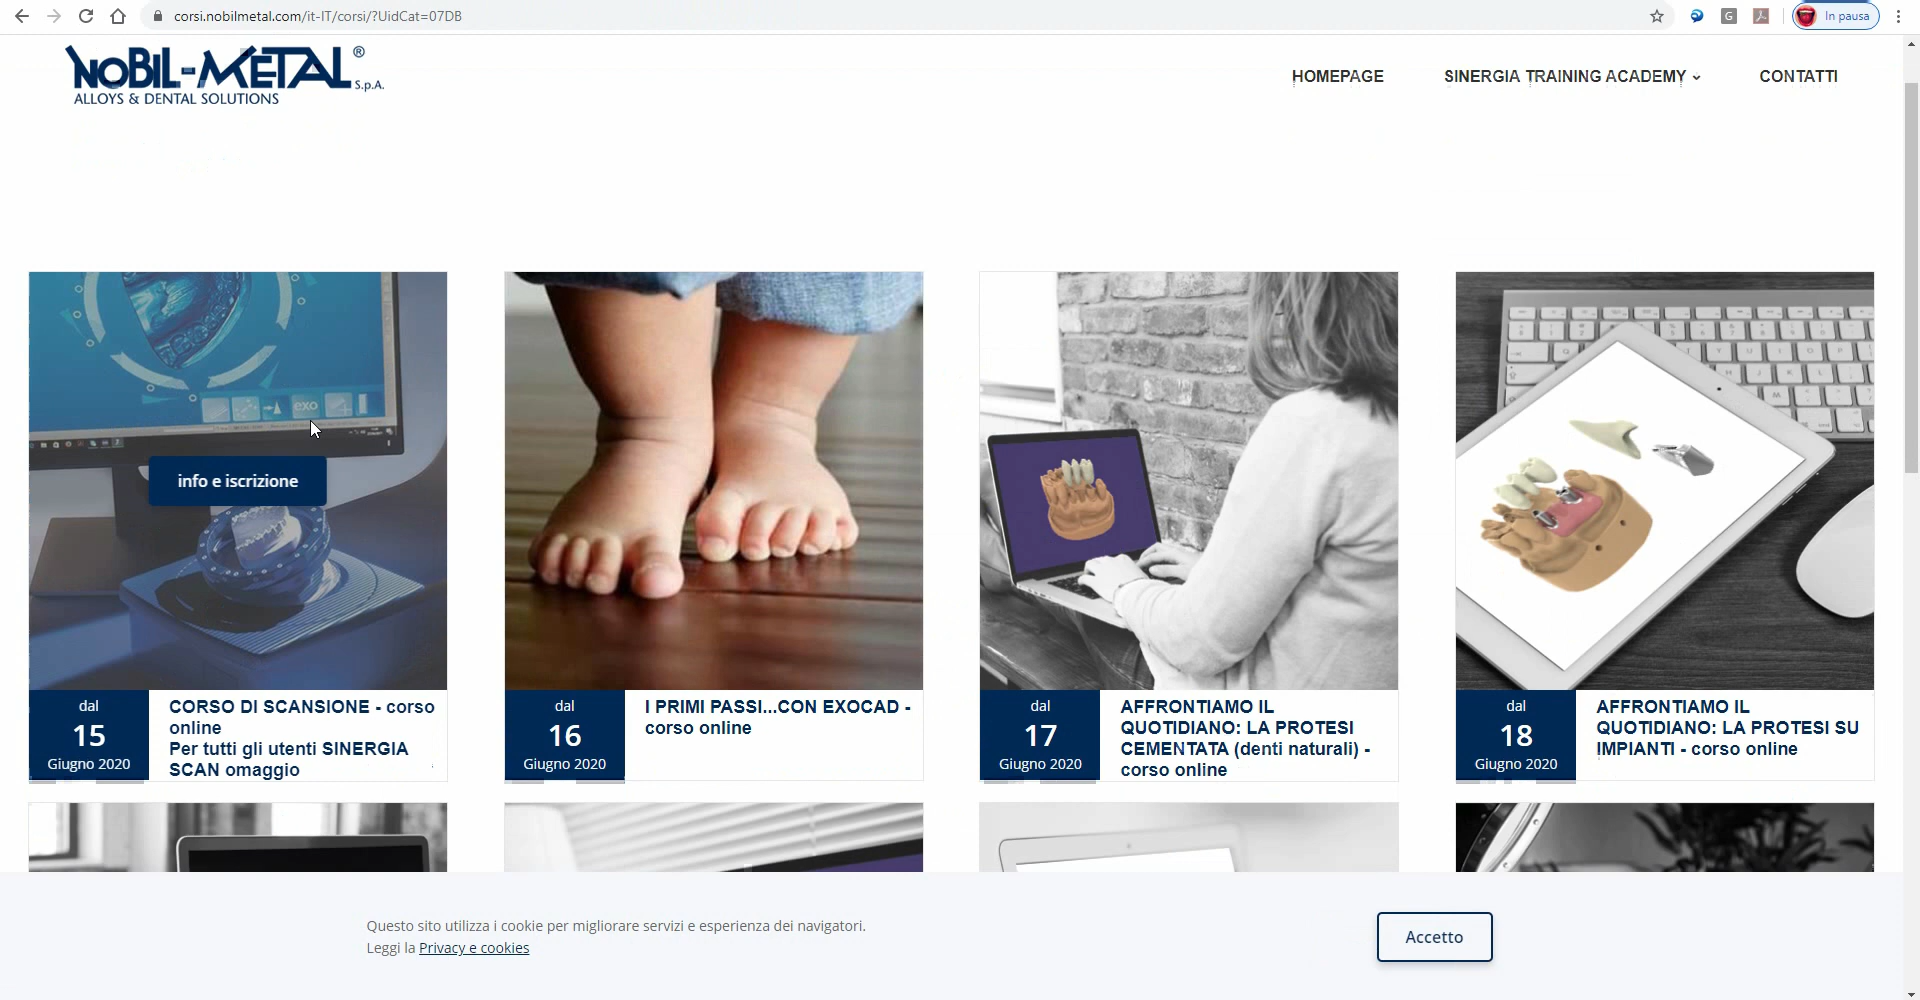 corsi.nobilmetal.com/it-IT/corsi/?UidCat=07DB
In pausa
NOBIL-METAL® S.p.A.
ALLOYS & DENTAL SOLUTIONS
HOMEPAGE
SINERGIA TRAINING ACADEMY
CONTATTI
exo
info e iscrizione
dal
15
Giugno 2020
CORSO DI SCANSIONE - corso
online
Per tutti gli utenti SINERGIA
SCAN omaggio
dal
16
Giugno 2020
I PRIMI PASSI...CON EXOCAD -
corso online
dal
17
Giugno 2020
AFFRONTIAMO IL
QUOTIDIANO: LA PROTESI
CEMENTATA (denti naturali) -
corso online
dal
18
Giugno 2020
AFFRONTIAMO IL
QUOTIDIANO: LA PROTESI SU
IMPIANTI - corso online
Questo sito utilizza i cookie per migliorare servizi e esperienza dei navigatori.
Leggi la Privacy e cookies
Accetto